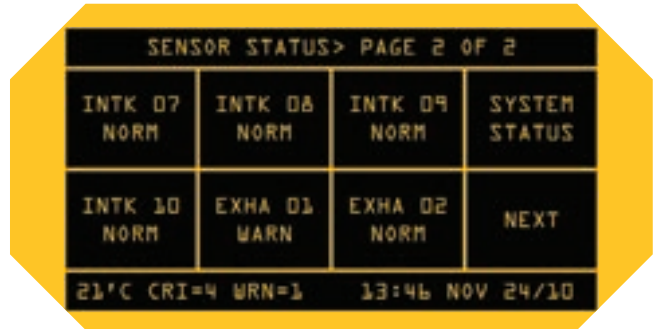 SENSOR STATUS> PAGE 2 OF 2
INTK 07
NORM
INTK 08
NORM
INTK 09
NORM
SYSTEM
STATUS
INTK 10
NORM
EXHA 01
WARN
EXHA 02
NORM
NEXT
21'C CRI=4 WRN=1 13:46 NOV 24/10